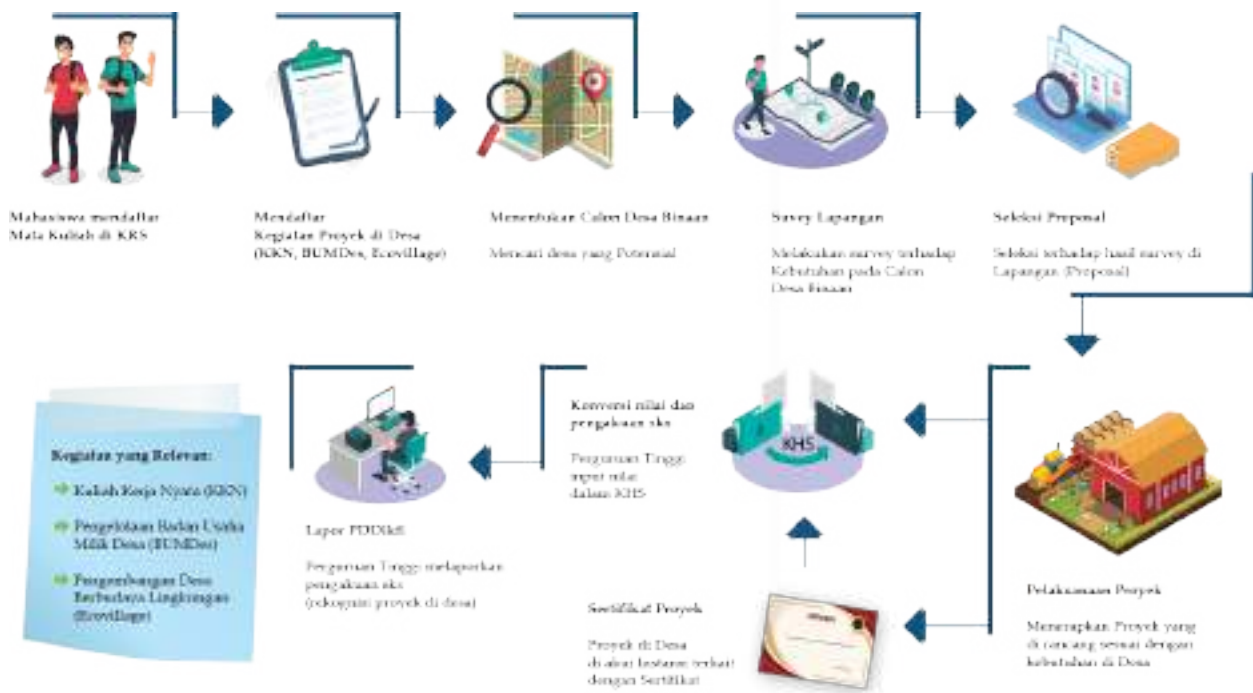 Mahasiswa mendaftar
Mata Kuliah di KRS
Mendaftar
Kegiatan Proyek di Desa
(KKN, BUMDes, Ecovillage)
Menentukan Calon Desa Binaan
Mencari desa yang Potensial
Survey Lapangan
Melakukan survey terhadap
Kebutuhan pada Calon
Desa Binaan
Seleksi Proposal
Seleksi terhadap hasil survey di
Lapangan (Proposal)
Pelaksanaan Proyek
Menerapkan Proyek yang
di rancang sesuai dengan
kebutuhan di Desa
KHS
Konversi nilai dan
pengakuan sks
Perguruan Tinggi
input nilai
dalam KHS
Sertifikat Proyek
Proyek di Desa
di akui Instansi terkait
dengan Sertifikat
Lapor PDDikti
Perguruan Tinggi melaporkan
pengakuan sks
(rekognisi proyek di desa)
Kegiatan yang Relevan:
Kuliah Kerja Nyata (KKN)
Pengelolaan Badan Usaha
Milik Desa (BUMDes)
Pengembangan Desa
Berbudaya Lingkungan
(Ecovillage)